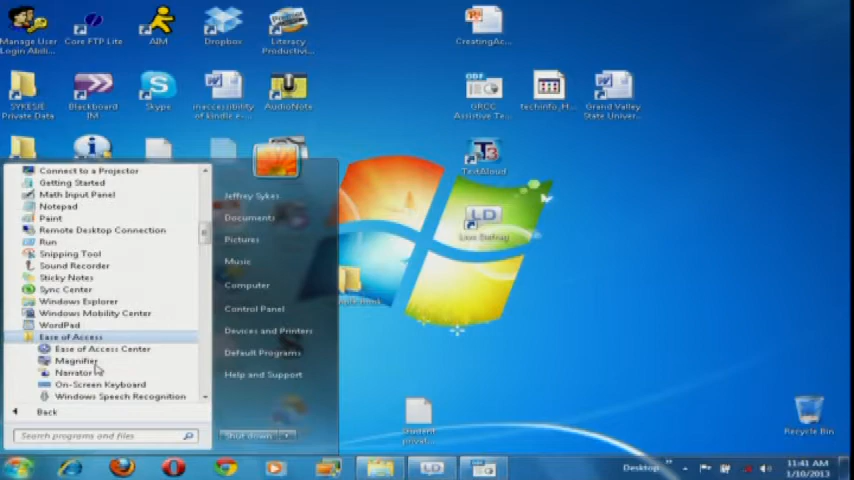 Manage User
Login Abili...
Core FTP Lite
AIM
Dropbox
Literacy
Productivi...
CreatingAc...
SYKESJE
Private Data
Blackboard
IM
Skype
inaccessibility
of kindle e-...
AudioNote
GRCC
Assistive Te...
techinfo_H...
Grand Valley
State Univer...
TextAloud
LD
Connect to a Projector
Getting Started
Math Input Panel
Notepad
Paint
Remote Desktop Connection
Run
Snipping Tool
Sound Recorder
Sticky Notes
Sync Center
Windows Explorer
Windows Mobility Center
WordPad
Ease of Access
Ease of Access Center
Magnifier
Narrator
On-Screen Keyboard
Windows Speech Recognition
Back
Search programs and files
Jeffrey Sykes
Documents
Pictures
Music
Computer
Control Panel
Devices and Printers
Default Programs
Help and Support
Shut down
Student
Recycle Bin
LD
Desktop
11:41 AM
1/10/2013